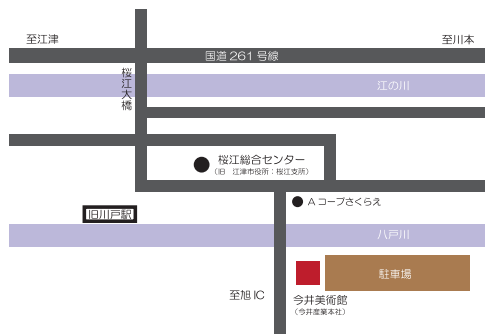 至江津
至川本
国道261号線
桜江大橋
江の川
桜江総合センター
（旧　江津市役所：桜江支所）
Aコープさくらえ
旧川戸駅
八戸川
駐車場
至旭IC
今井美術館
（今井産業本社）